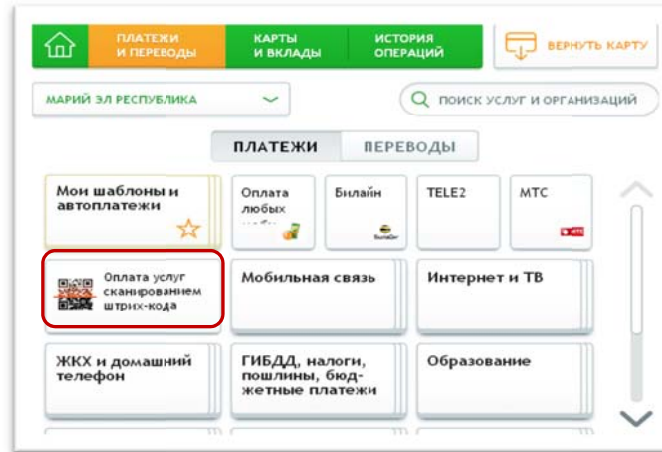 ПЛАТЕЖИ
И ПЕРЕВОДЫ
КАРТЫ
И ВКЛАДЫ
ИСТОРИЯ
ОПЕРАЦИЙ
ВЕРНУТЬ КАРТУ
МАРИЙ ЭЛ РЕСПУБЛИКА
ПОИСК УСЛУГ И ОРГАНИЗАЦИЙ
ПЛАТЕЖИ
ПЕРЕВОДЫ
Мои шаблоны и
автоплатежи
Оплата
любых
Билайн
TELE2
МТС
Оплата услуг
сканированием
штрих-кода
Мобильная связь
Интернет и ТВ
ЖКХ и домашний
телефон
ГИБДД, налоги,
пошлины, бюд-
жетные платежи
Образование